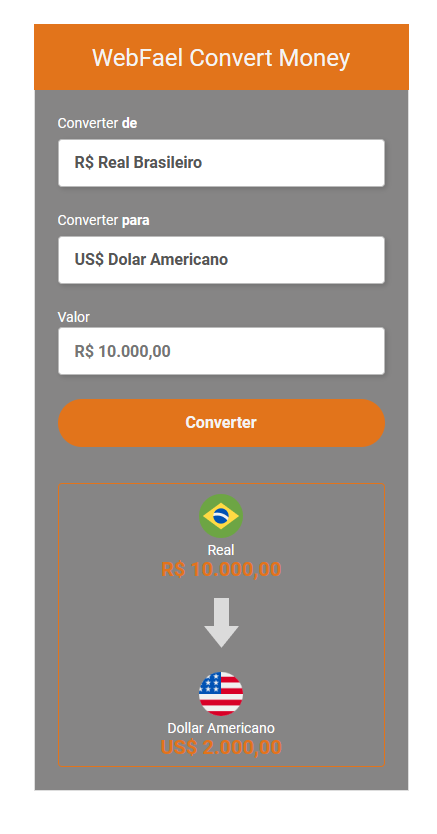 WebFael Convert Money
Converter de
R$ Real Brasileiro
Converter para
US$ Dolar Americano
Valor
R$ 10.000,00
Converter
Real
R$ 10.000,00
Dollar Americano
US$ 2.000,00